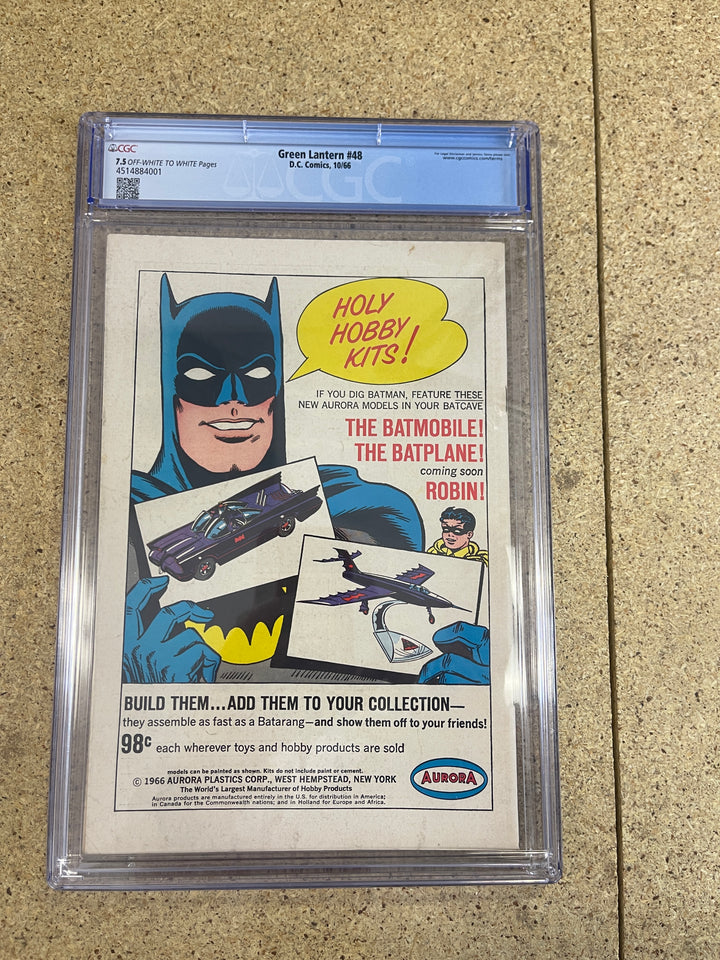 CGC
7.5 OFF-WHITE TO WHITE Pages
4514884001
Green Lantern #48
D.C. Comics, 10/66
www.cgccomics.com/terms
CGC
HOLY
HOBBY
KITS!
IF YOU DIG BATMAN, FEATURE THESE
NEW AURORA MODELS IN YOUR BATCAVE
THE BATMOBILE!
THE BATPLANE!
coming soon
ROBIN!
BUILD THEM...ADD THEM TO YOUR COLLECTION—
they assemble as fast as a Batarang—and show them off to your friends!
98c each wherever toys and hobby products are sold
models can be painted as shown. Kits do not include paint or cement.
© 1966 AURORA PLASTICS CORP., WEST HEMPSTEAD, NEW YORK
The World's Largest Manufacturer of Hobby Products
Aurora products are manufactured entirely in the U.S. for distribution in America;
in Canada for the Commonwealth nations; and in Holland for Europe and Africa.
AURORA